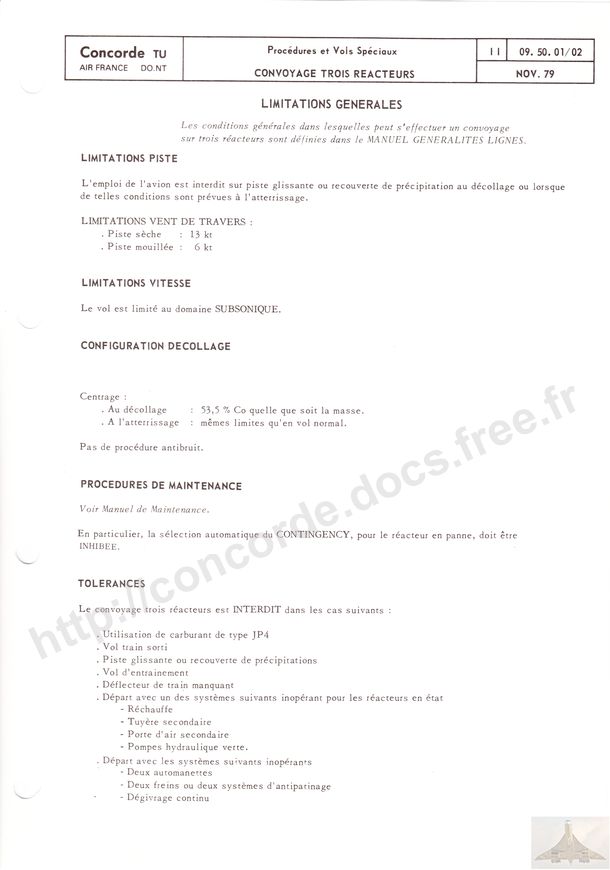 Concorde TU
AIR FRANCE DO.NT
Procédures et Vols Spéciaux
CONVOYAGE TROIS REACTEURS
11 09. 50. 01/02
NOV. 79
LIMITATIONS GENERALES
Les conditions générales dans lesquelles peut s'effectuer un convoyage
sur trois réacteurs sont définies dans le MANUEL GENERALITES LIGNES.
LIMITATIONS PISTE
L'emploi de l'avion est interdit sur piste glissante ou recouverte de précipitation au décollage ou lorsque
de telles conditions sont prévues à l'atterrissage.
LIMITATIONS VENT DE TRAVERS :
. Piste sèche : 13 kt
. Piste mouillée : 6 kt
LIMITATIONS VITESSE
Le vol est limité au domaine SUBSONIQUE.
CONFIGURATION DECOLLAGE
Centrage :
. Au décollage : 53,5 % Co quelle que soit la masse.
. A l'atterrissage : mêmes limites qu'en vol normal.
Pas de procédure antibruit.
PROCEDURES DE MAINTENANCE
Voir Manuel de Maintenance.
En particulier, la sélection automatique du CONTINGENCY, pour le réacteur en panne, doit être
INHIBEE.
TOLERANCES
Le convoyage trois réacteurs est INTERDIT dans les cas suivants :
. Utilisation de carburant de type JP4
. Vol train sorti
. Piste glissante ou recouverte de précipitations
. Vol d'entrainement
. Déflecteur de train manquant
. Départ avec un des systèmes suivants inopérant pour les réacteurs en état
- Réchauffe
- Tuyère secondaire
- Porte d'air secondaire
- Pompes hydraulique verte.
. Départ avec les systèmes suivants inopérants
- Deux automanettes
- Deux freins ou deux systèmes d'antipatinage
- Dégivrage continu
http://concorde.docs.free.fr